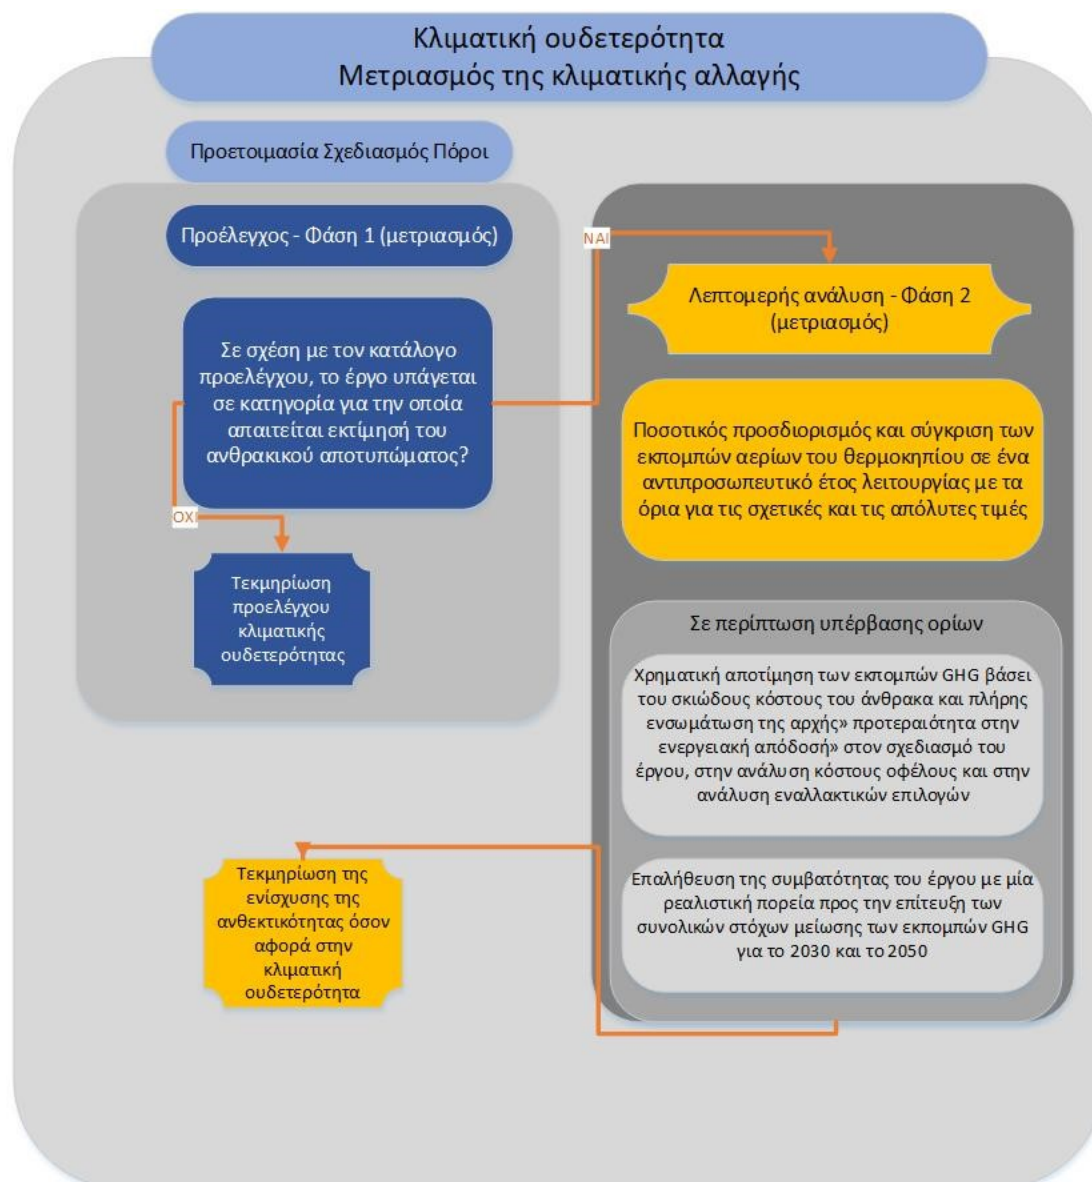 Κλιματική ουδετερότητα
Μετριασμός της κλιματικής αλλαγής
Προετοιμασία Σχεδιασμός Πόροι
Προέλεγχος - Φάση 1 (μετριασμός)
Σε σχέση με τον κατάλογο
προελέγχου, το έργο υπάγεται
σε κατηγορία για την οποία
απαιτείται εκτίμησή του
ανθρακικού αποτυπώματος?
ΟΧΙ
Τεκμηρίωση
προελέγχου
κλιματικής
ουδετερότητας
ΝΑΙ
Λεπτομερής ανάλυση - Φάση 2
(μετριασμός)
Ποσοτικός προσδιορισμός και σύγκριση των
εκπομπών αερίων του θερμοκηπίου σε ένα
αντιπροσωπευτικό έτος λειτουργίας με τα
όρια για τις σχετικές και τις απόλυτες τιμές
Σε περίπτωση υπέρβασης ορίων
Χρηματική αποτίμηση των εκπομπών GHG βάσει
του σκιώδους κόστους του άνθρακα και πλήρης
ενσωμάτωση της αρχής» προτεραιότητα στην
ενεργειακή απόδοσή» στον σχεδιασμό του
έργου, στην ανάλυση κόστους οφέλους και στην
ανάλυση εναλλακτικών επιλογών
Επαλήθευση της συμβατότητας του έργου με μία
ρεαλιστική πορεία προς την επίτευξη των
συνολικών στόχων μείωσης των εκπομπών GHG
για το 2030 και το 2050
Τεκμηρίωση της
ενίσχυσης της
ανθεκτικότητας όσον
αφορά στην
κλιματική
ουδετερότητα